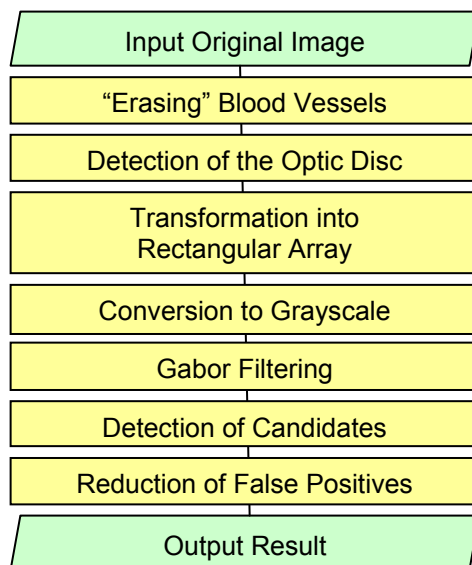 Input Original Image
“Erasing” Blood Vessels
Detection of the Optic Disc
Transformation into
Rectangular Array
Conversion to Grayscale
Gabor Filtering
Detection of Candidates
Reduction of False Positives
Output Result